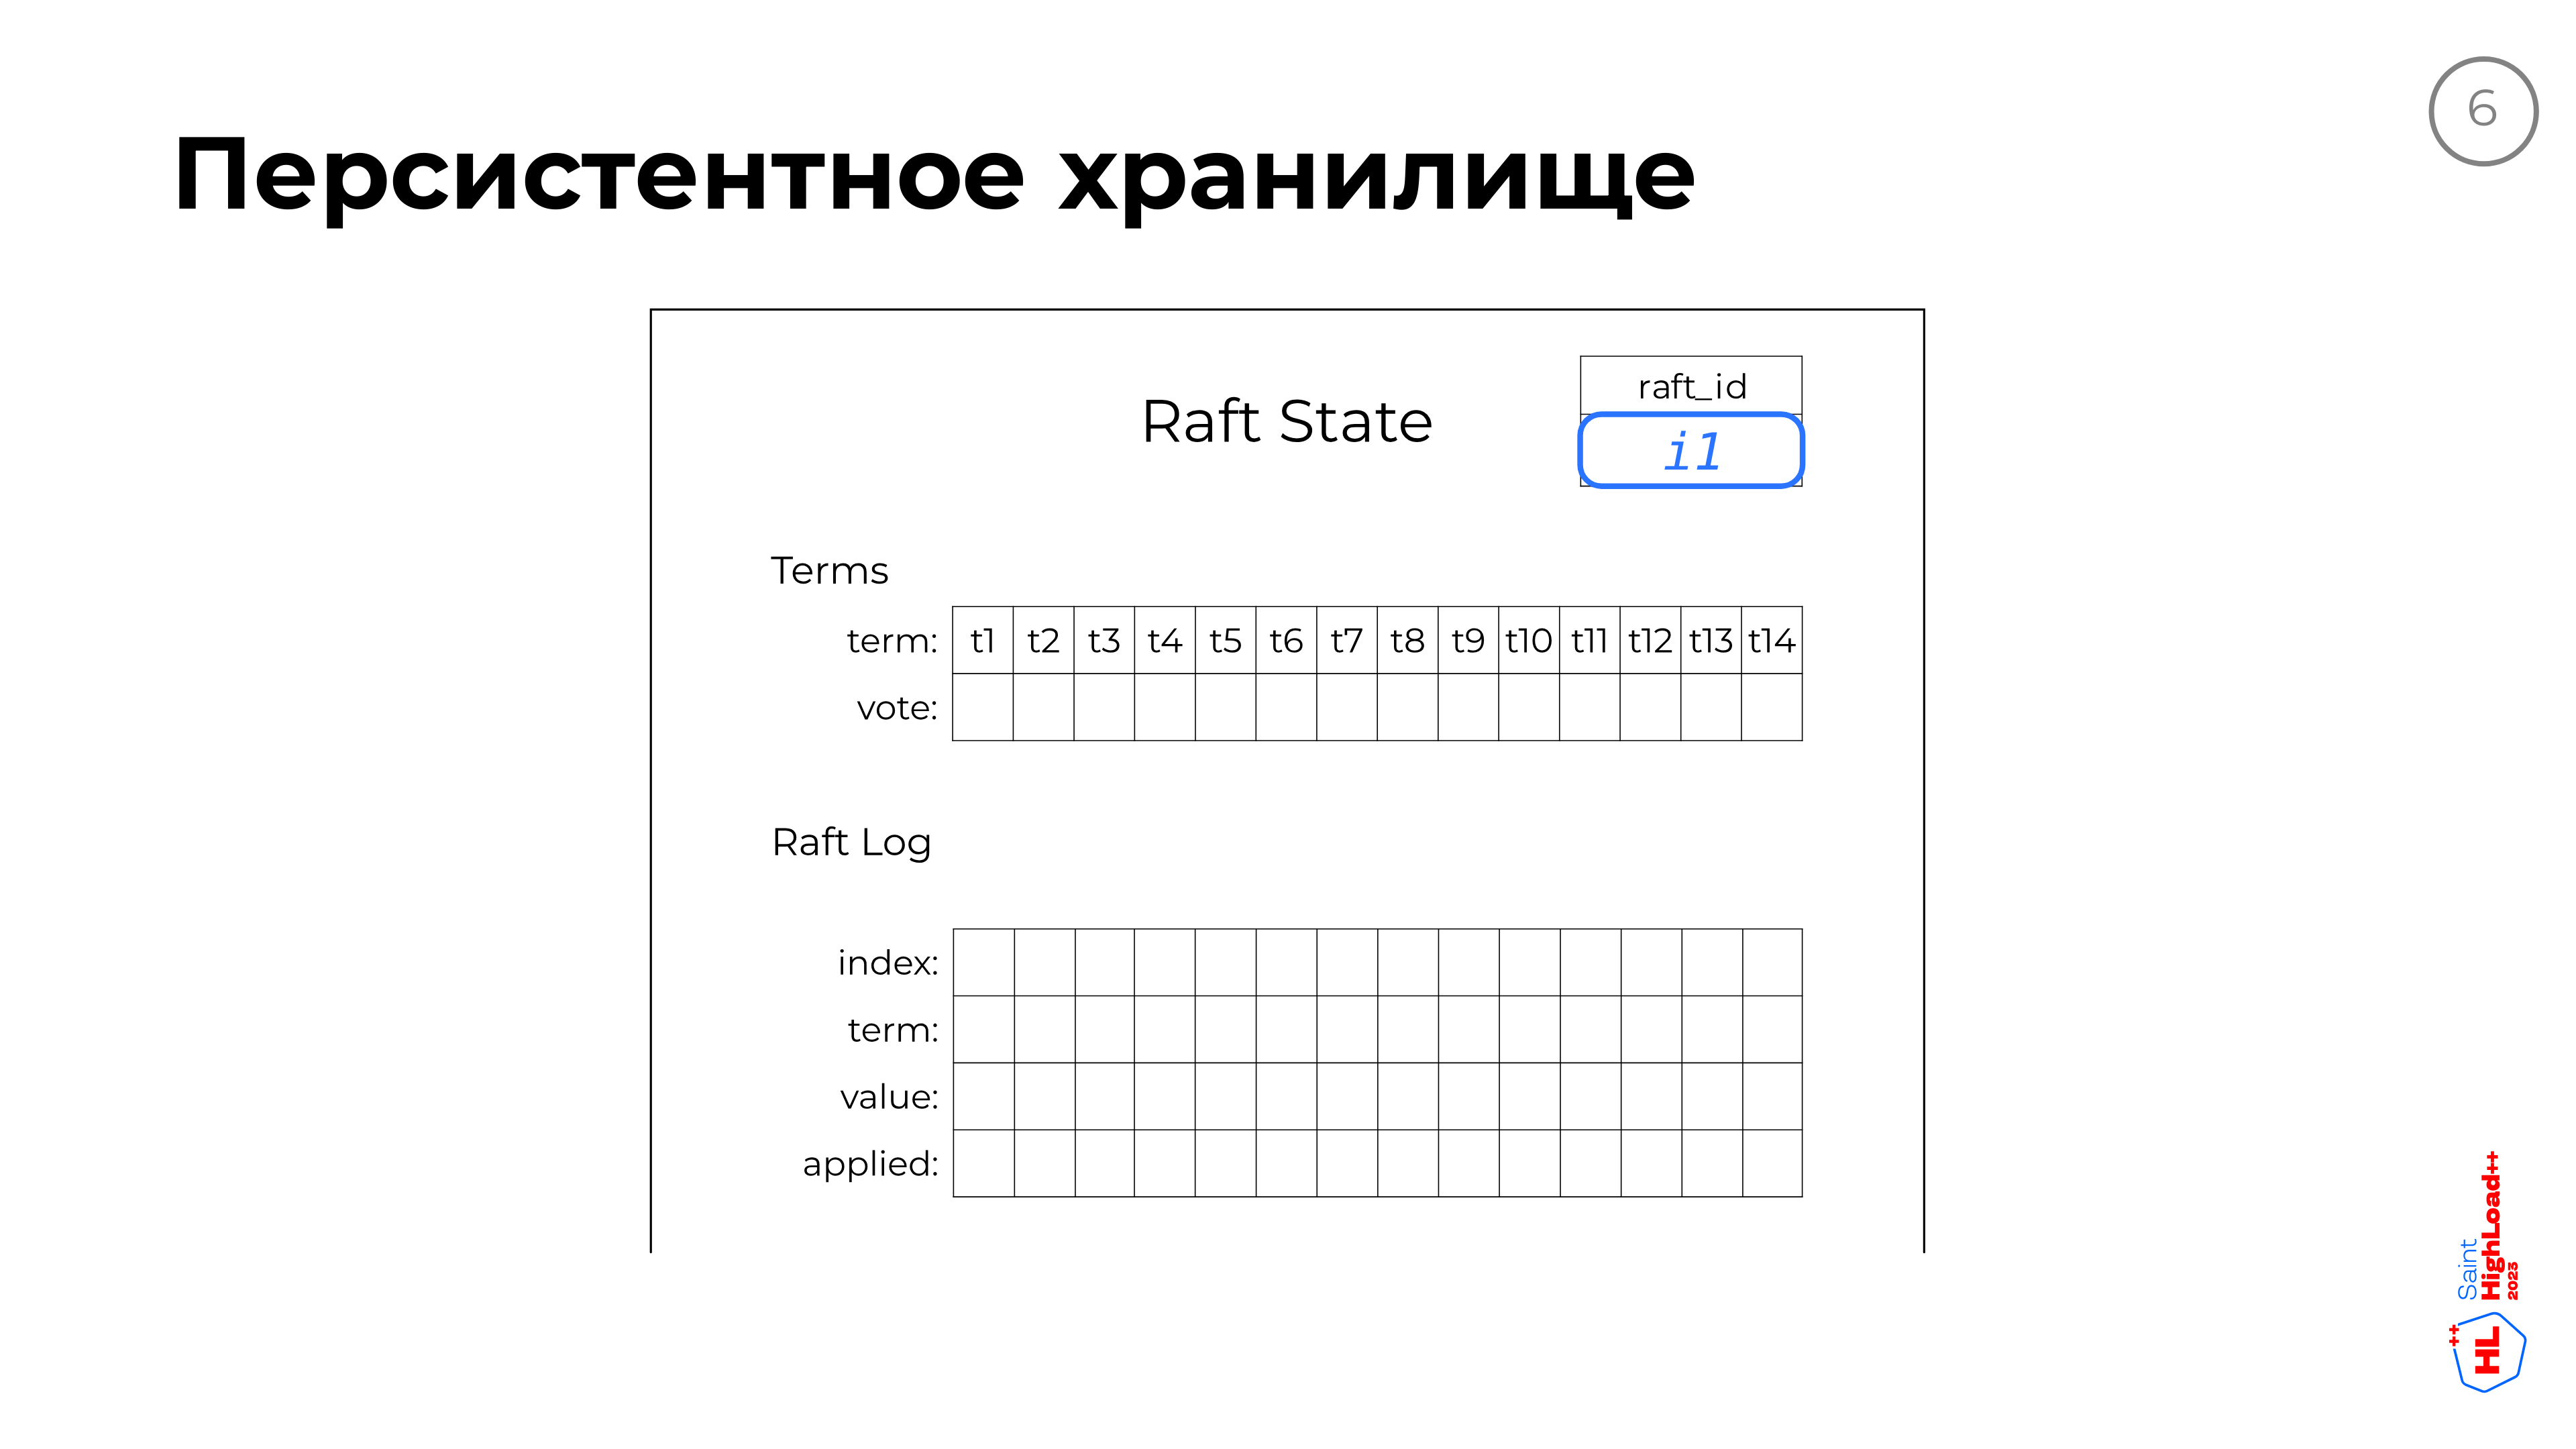 6
Персистентное хранилище
Raft State
raft_id
i1
Terms
term: t1 t2 t3 t4 t5 t6 t7 t8 t9 t10 t11 t12 t13 t14
vote:
Raft Log
index:
term:
value:
applied:
Saint
HighLoad++
2023
HL++